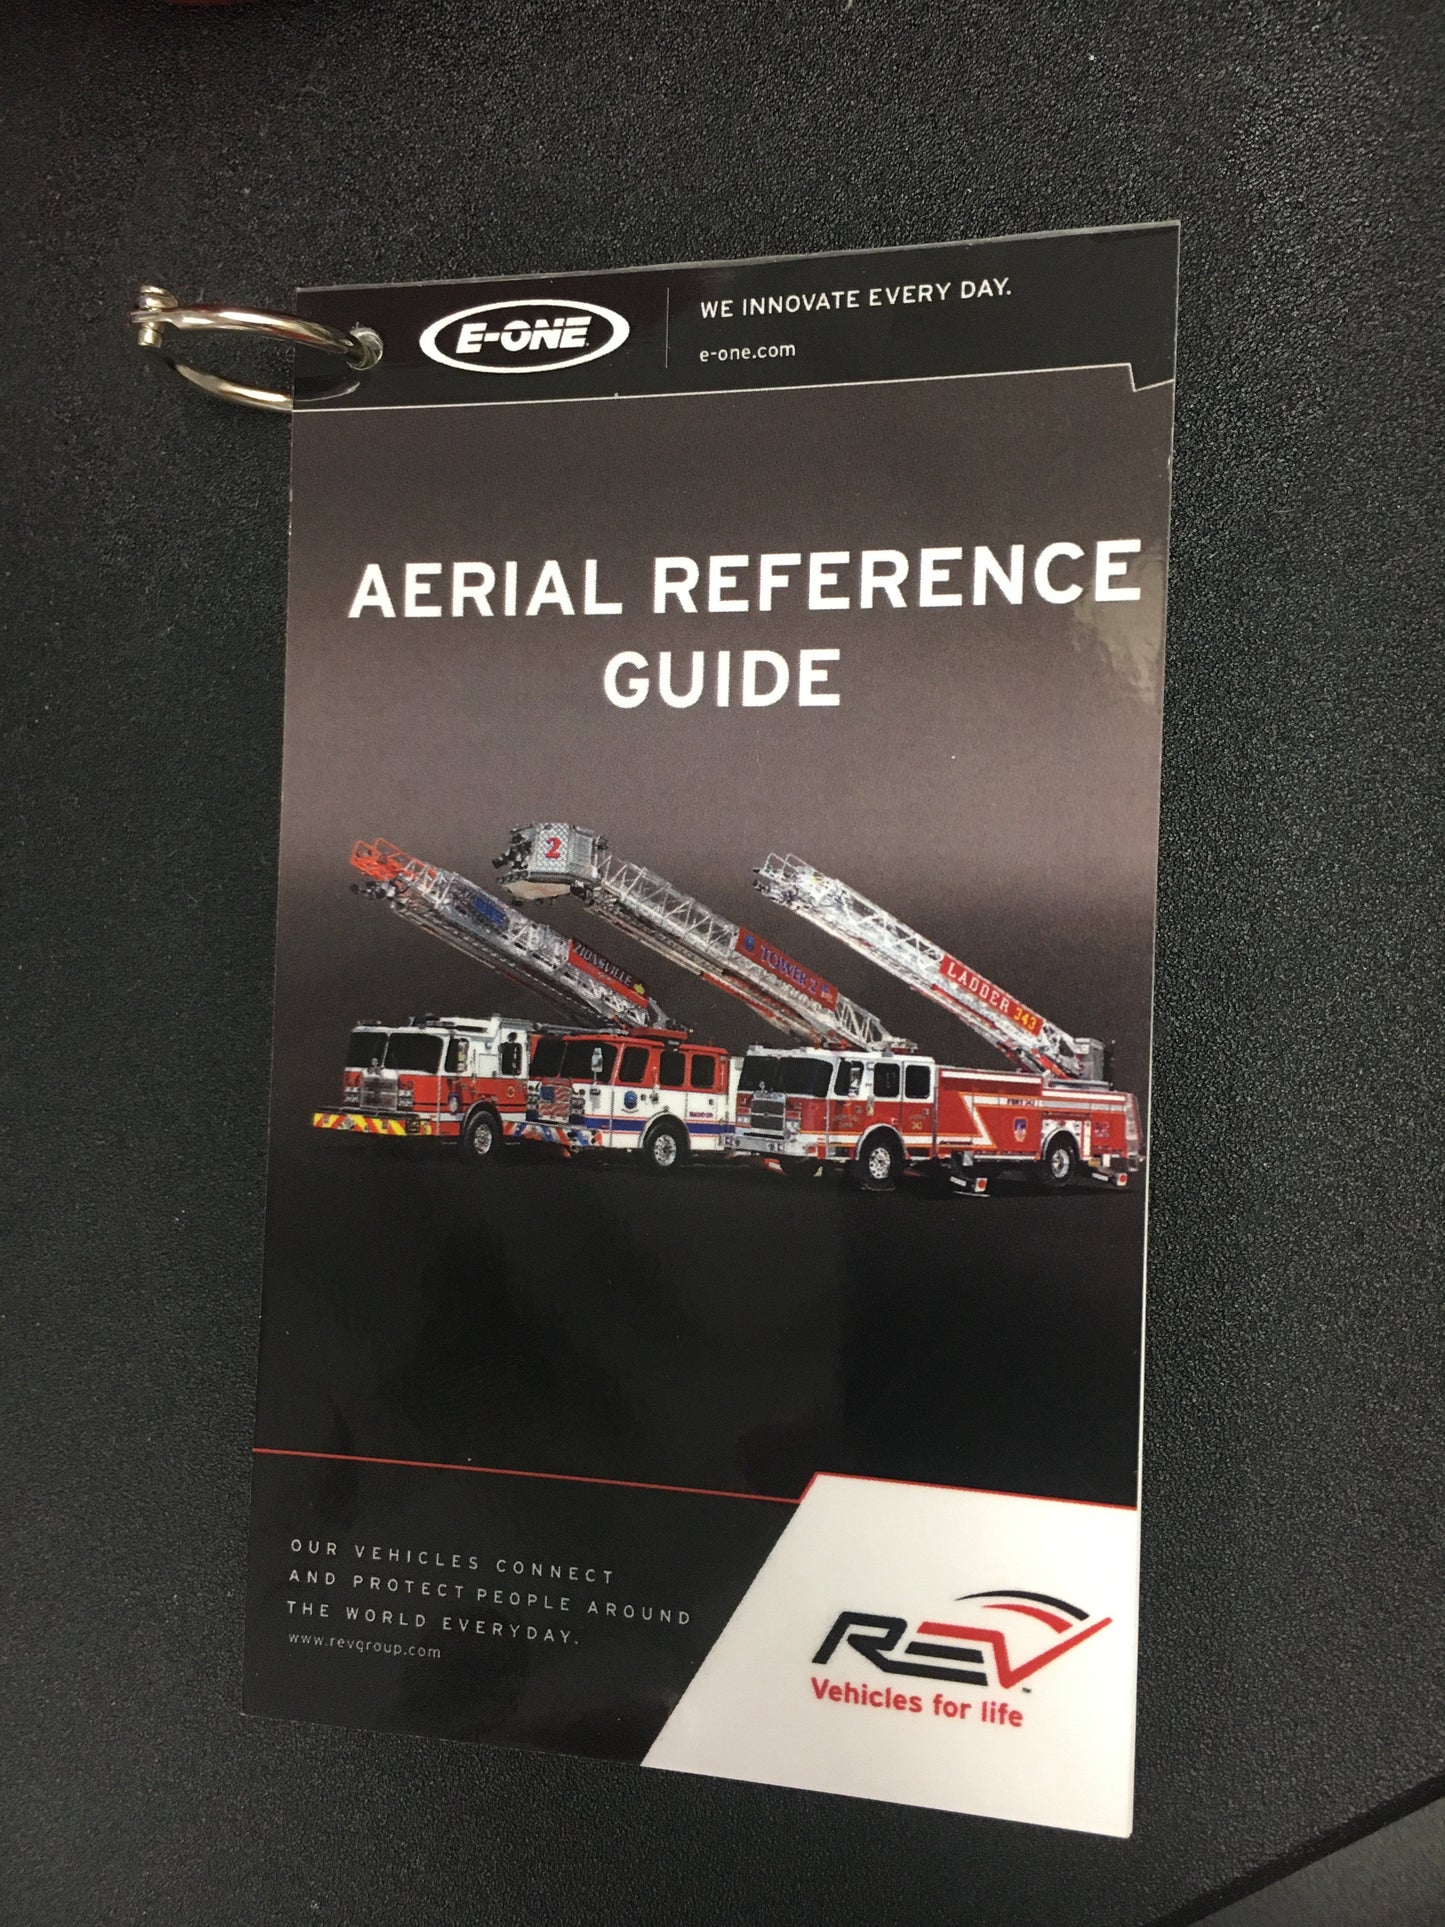 E-ONE
WE INNOVATE EVERY DAY.
e-one.com
AERIAL REFERENCE
GUIDE
2
ZIONSVILLE
TOWER 2
LADDER 343
OUR VEHICLES CONNECT
AND PROTECT PEOPLE AROUND
THE WORLD EVERYDAY.
www.revgroup.com
REV
Vehicles for life